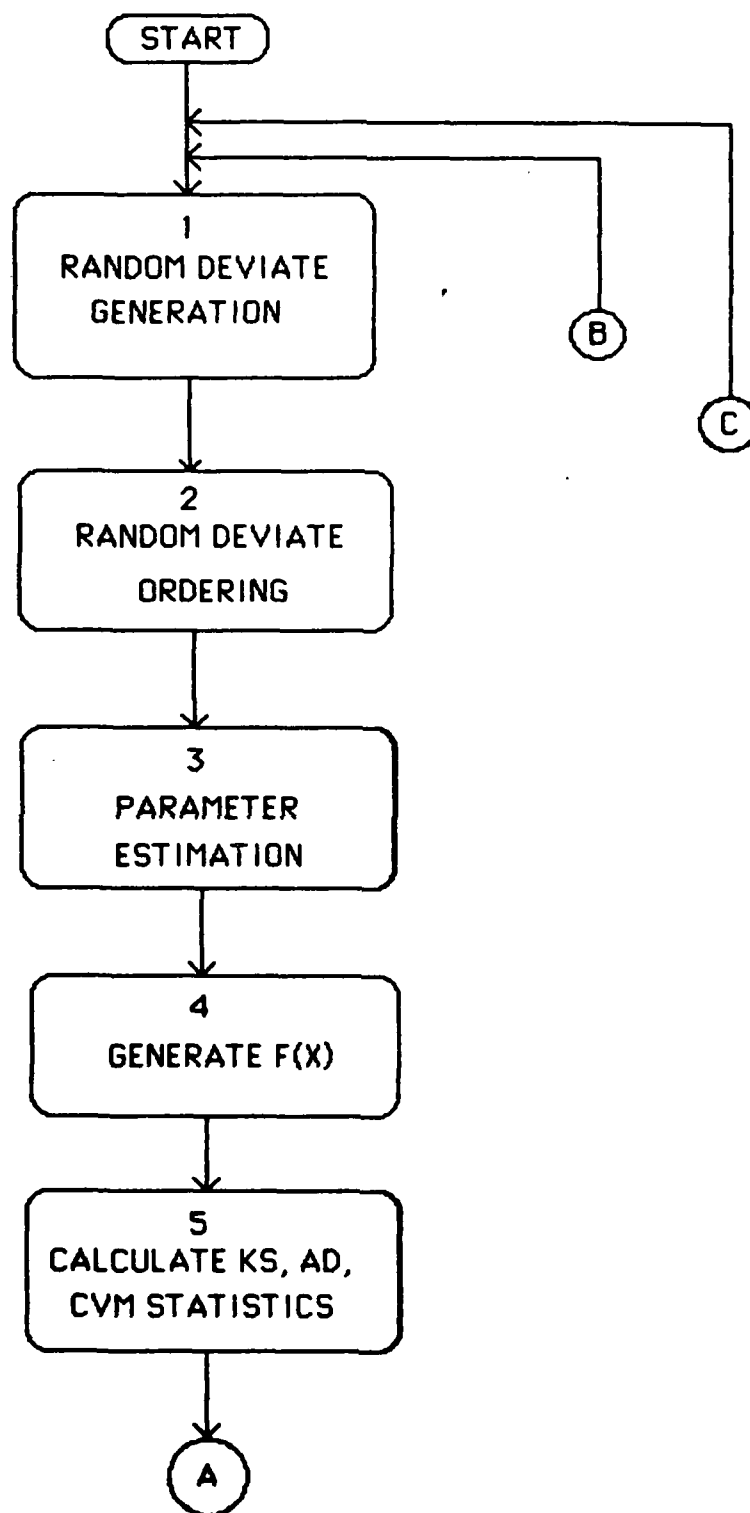 START
1
RANDOM DEVIATE
GENERATION
B
C
2
RANDOM DEVIATE
ORDERING
3
PARAMETER
ESTIMATION
4
GENERATE F(X)
5
CALCULATE KS, AD,
CVM STATISTICS
A